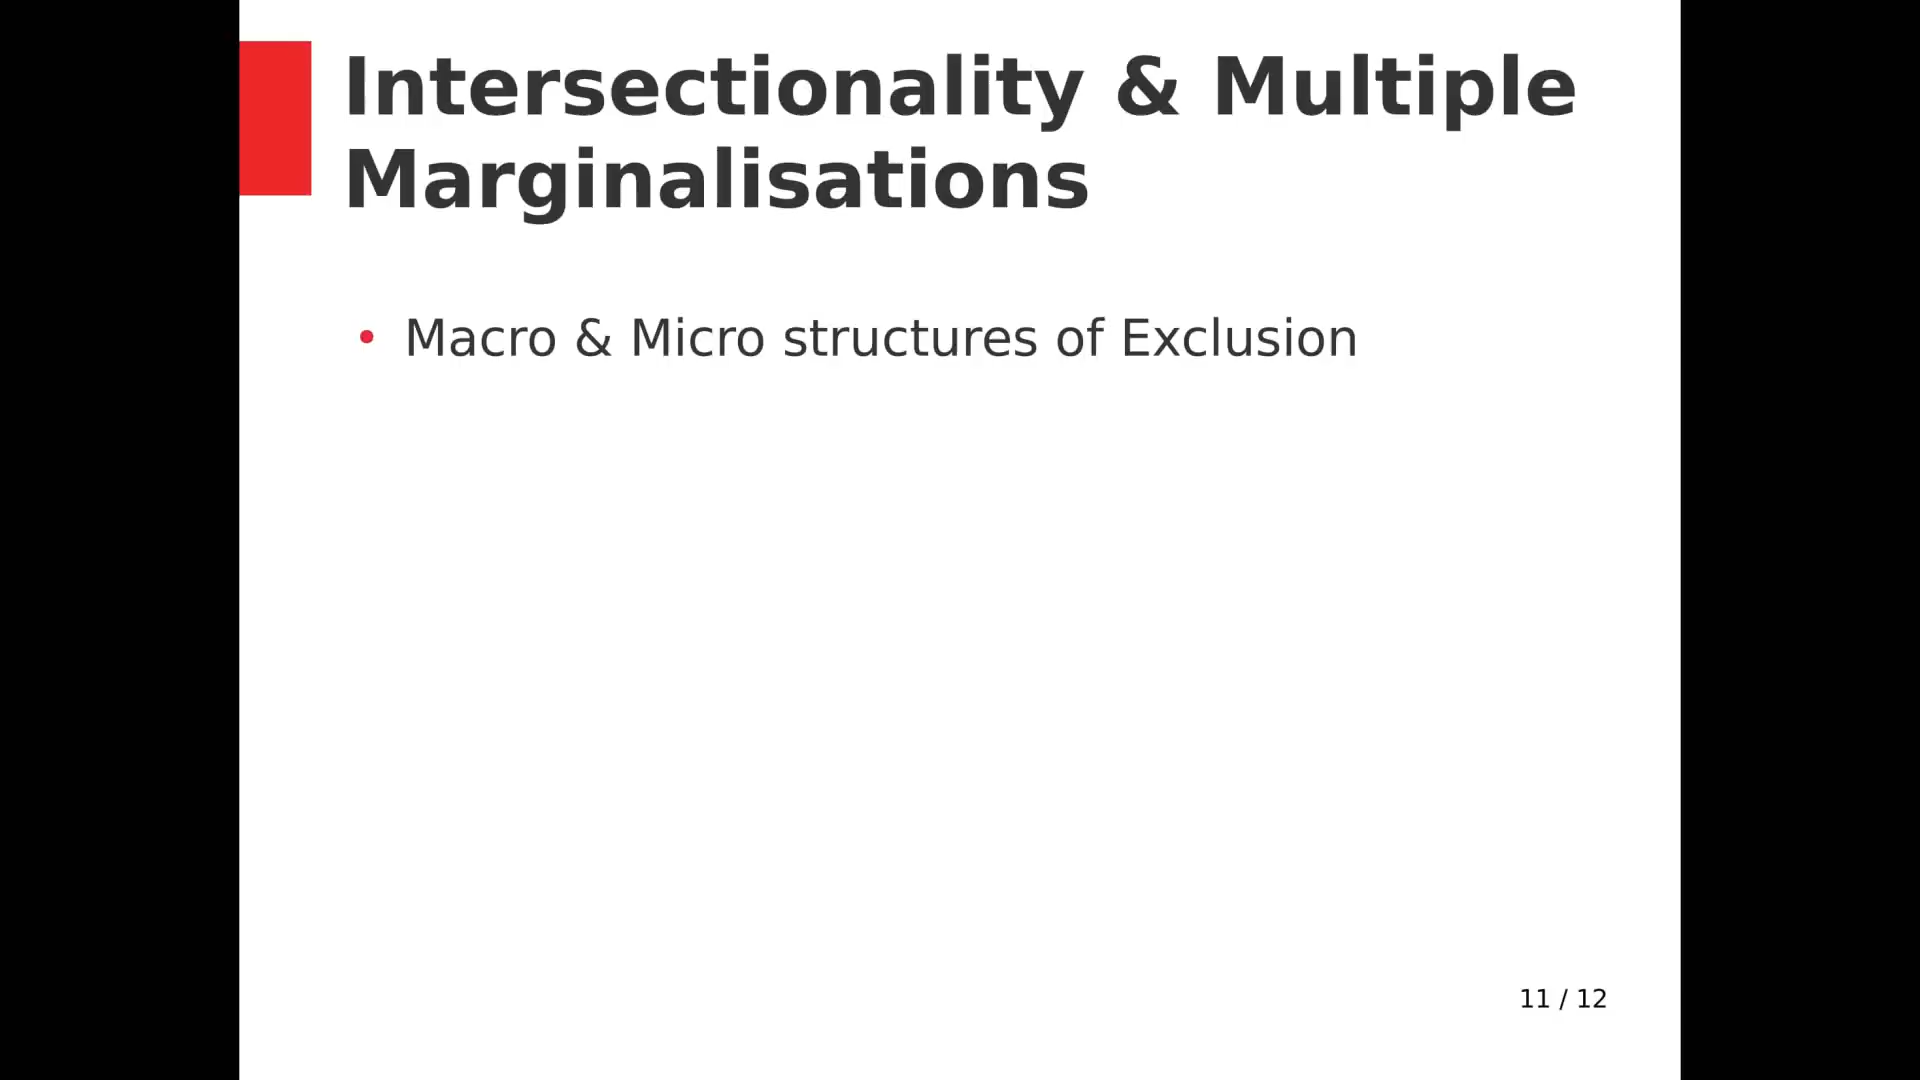 Intersectionality & Multiple
Marginalisations
• Macro & Micro structures of Exclusion
11 / 12